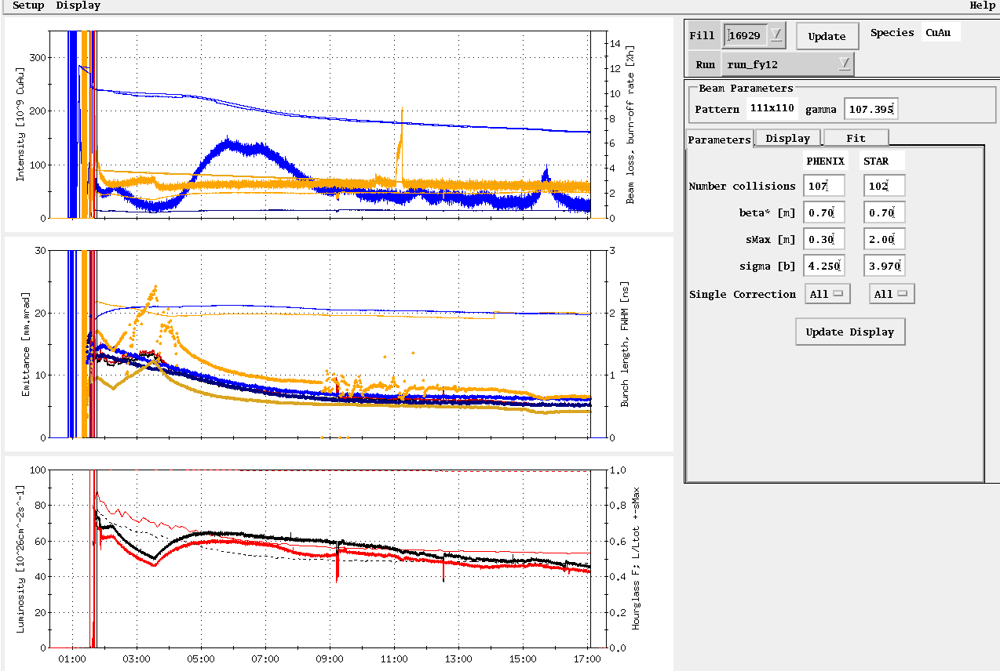 Setup Display Help
Intensity [10^9 CuAu]
300
200
100
0
14
12
10
8
6
4
2
0
Beam loss, burn-off rate [%h]
Emittance [mm.mrad]
30
20
10
0
3
2
1
0
Bunch length, FWHM [ns]
Luminosity [10^26cm^-2s^-1]
100
80
60
40
20
0
1.0
0.8
0.6
0.4
0.2
0.0
Hourglass F; L/Ltot +-sMax
01:00 03:00 05:00 07:00 09:00 11:00 13:00 15:00 17:00
Fill 16929 Update Species CuAu
Run run_fy12
Beam Parameters
Pattern 111x110 gamma 107.395
Parameters Display Fit
PHENIX STAR
Number collisions 107 102
beta* [m] 0.70 0.70
sMax [m] 0.30 2.00
sigma [b] 4.250 3.970
Single Correction All All
Update Display